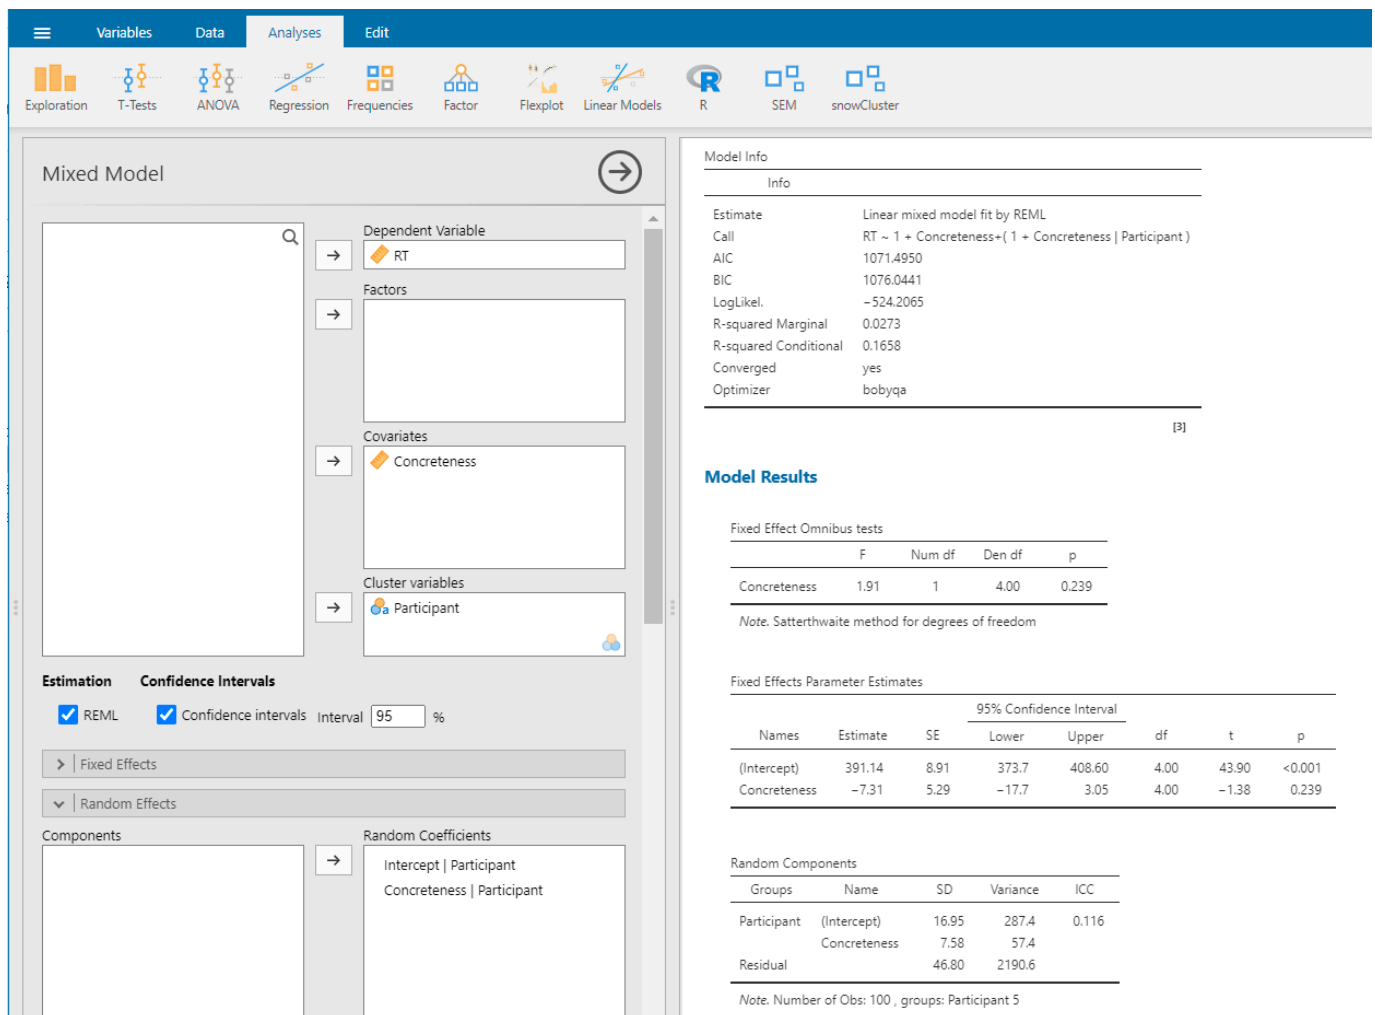 Variables Data Analyses Edit
Exploration T-Tests ANOVA Regression Frequencies Factor Flexplot Linear Models R SEM snowCluster
Mixed Model
Dependent Variable
RT
Factors
Covariates
Concreteness
Cluster variables
a Participant
Estimation Confidence Intervals
REML Confidence intervals Interval 95 %
Fixed Effects
Random Effects
Components Random Coefficients
Intercept | Participant
Concreteness | Participant
Model Info
Info
Estimate Linear mixed model fit by REML
Call RT ~ 1 + Concreteness+( 1 + Concreteness | Participant )
AIC 1071.4950
BIC 1076.0441
LogLikel. −524.2065
R-squared Marginal 0.0273
R-squared Conditional 0.1658
Converged yes
Optimizer bobyqa
[3]
Model Results
Fixed Effect Omnibus tests
F Num df Den df p
Concreteness 1.91 1 4.00 0.239
Note. Satterthwaite method for degrees of freedom
Fixed Effects Parameter Estimates
95% Confidence Interval
Names Estimate SE Lower Upper df t p
(Intercept) 391.14 8.91 373.7 408.60 4.00 43.90 <0.001
Concreteness −7.31 5.29 −17.7 3.05 4.00 −1.38 0.239
Random Components
Groups Name SD Variance ICC
Participant (Intercept) 16.95 287.4 0.116
Concreteness 7.58 57.4
Residual 46.80 2190.6
Note. Number of Obs: 100 , groups: Participant 5